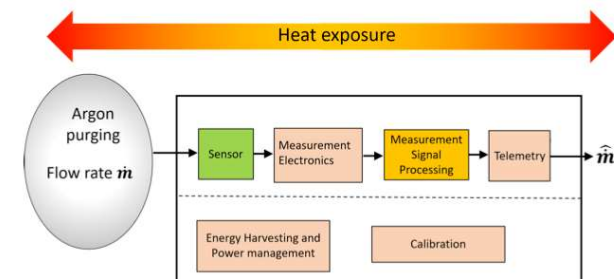 Heat exposure
Argon
purging
Flow rate ṁ
Sensor
Measurement
Electronics
Measurement
Signal
Processing
Telemetry
ṁ̂
Energy Harvesting and
Power management
Calibration